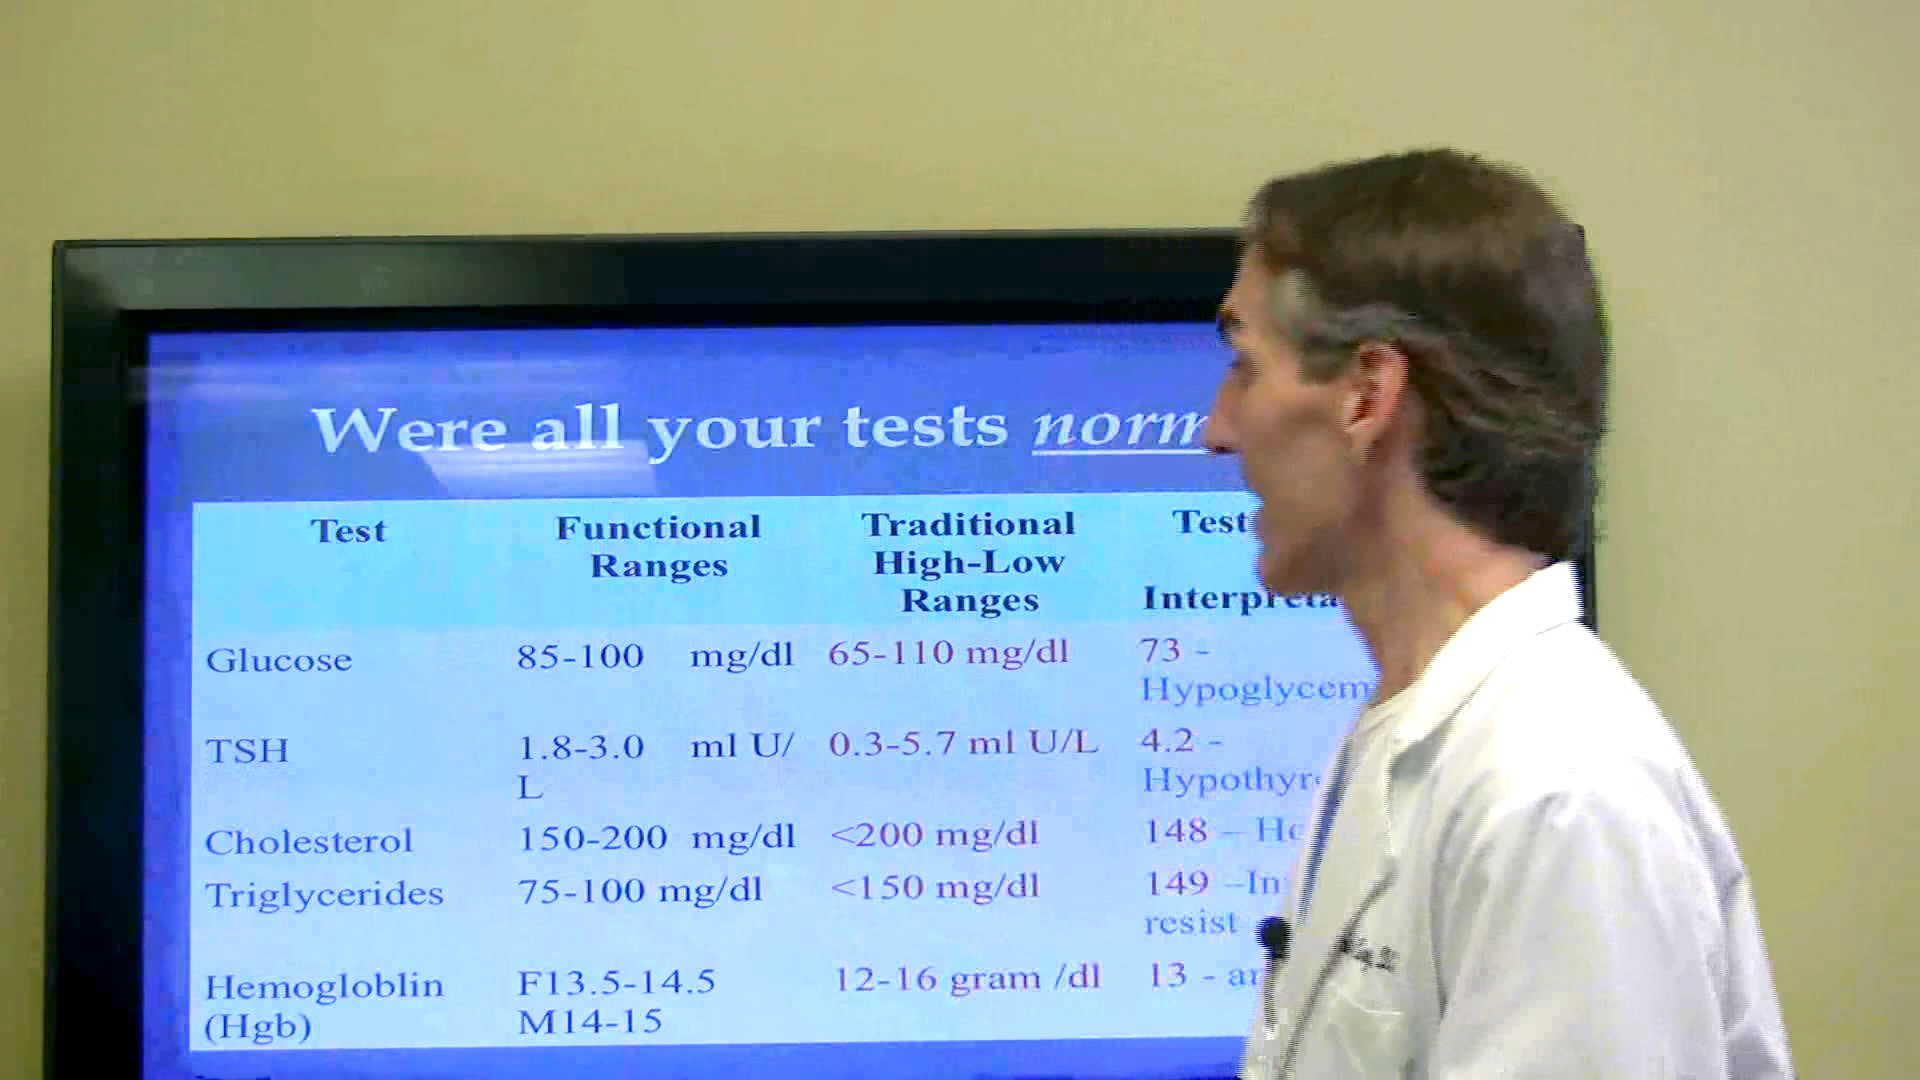 Were all your tests norm
Test Functional Ranges Traditional High-Low Ranges Test
Glucose 85-100 mg/dl 65-110 mg/dl 73 -
Hypoglycem
TSH 1.8-3.0 ml U/L 0.3-5.7 ml U/L 4.2 -
Hypothyr
Cholesterol 150-200 mg/dl <200 mg/dl 148 –
Triglycerides 75-100 mg/dl <150 mg/dl 149 –In
resist
Hemogloblin (Hgb) F13.5-14.5 M14-15 12-16 gram /dl 13 -